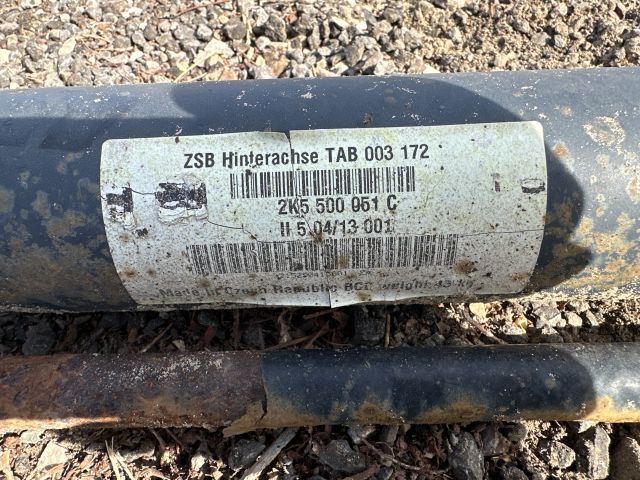 ZSB Hinterachse TAB 003 172
2K5 500 051 C
II 5 04/13 001
Made in Czech Republic BCP weight 43 kg